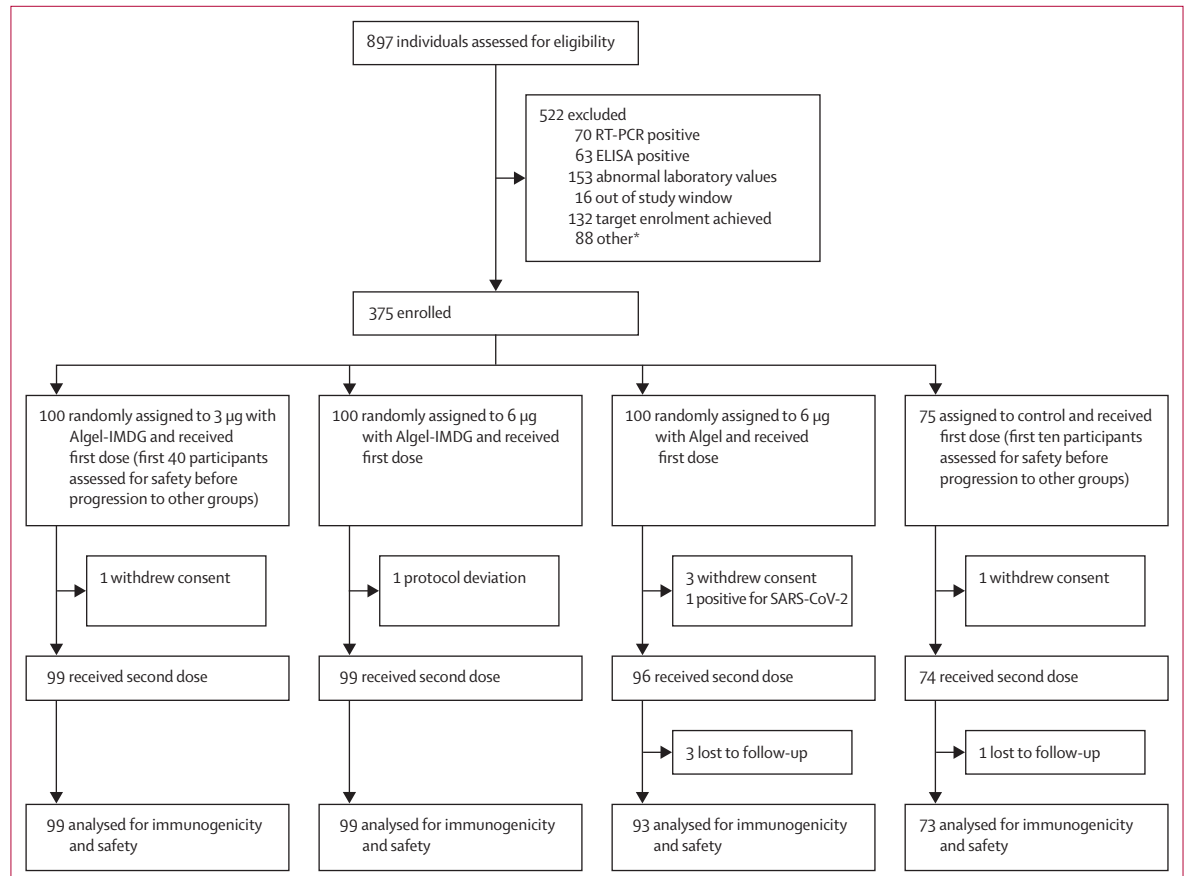 897 individuals assessed for eligibility
522 excluded
70 RT-PCR positive
63 ELISA positive
153 abnormal laboratory values
16 out of study window
132 target enrolment achieved
88 other*
375 enrolled
100 randomly assigned to 3 µg with
Algel-IMDG and received
first dose (first 40 participants
assessed for safety before
progression to other groups)
100 randomly assigned to 6 µg
with Algel-IMDG and received
first dose
100 randomly assigned to 6 µg
with Algel and received
first dose
75 assigned to control and received
first dose (first ten participants
assessed for safety before
progression to other groups)
1 withdrew consent
1 protocol deviation
3 withdrew consent
1 positive for SARS-CoV-2
1 withdrew consent
99 received second dose
99 received second dose
96 received second dose
74 received second dose
3 lost to follow-up
1 lost to follow-up
99 analysed for immunogenicity
and safety
99 analysed for immunogenicity
and safety
93 analysed for immunogenicity
and safety
73 analysed for immunogenicity
and safety